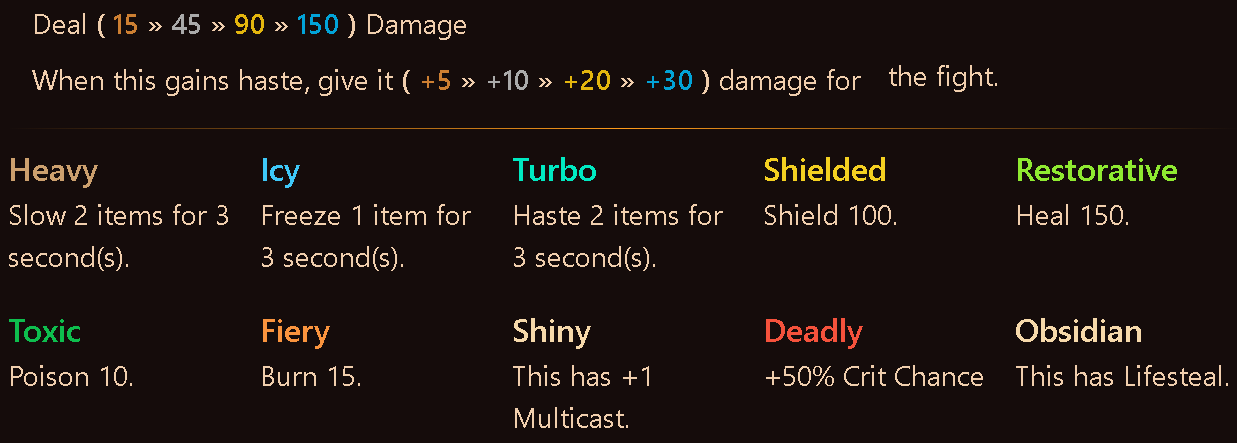 Deal ( 15 » 45 » 90 » 150 ) Damage
When this gains haste, give it ( +5 » +10 » +20 » +30 ) damage for the fight.
Heavy
Slow 2 items for 3
second(s).
Icy
Freeze 1 item for
3 second(s).
Turbo
Haste 2 items for
3 second(s).
Shielded
Shield 100.
Restorative
Heal 150.
Toxic
Poison 10.
Fiery
Burn 15.
Shiny
This has +1
Multicast.
Deadly
+50% Crit Chance
Obsidian
This has Lifesteal.